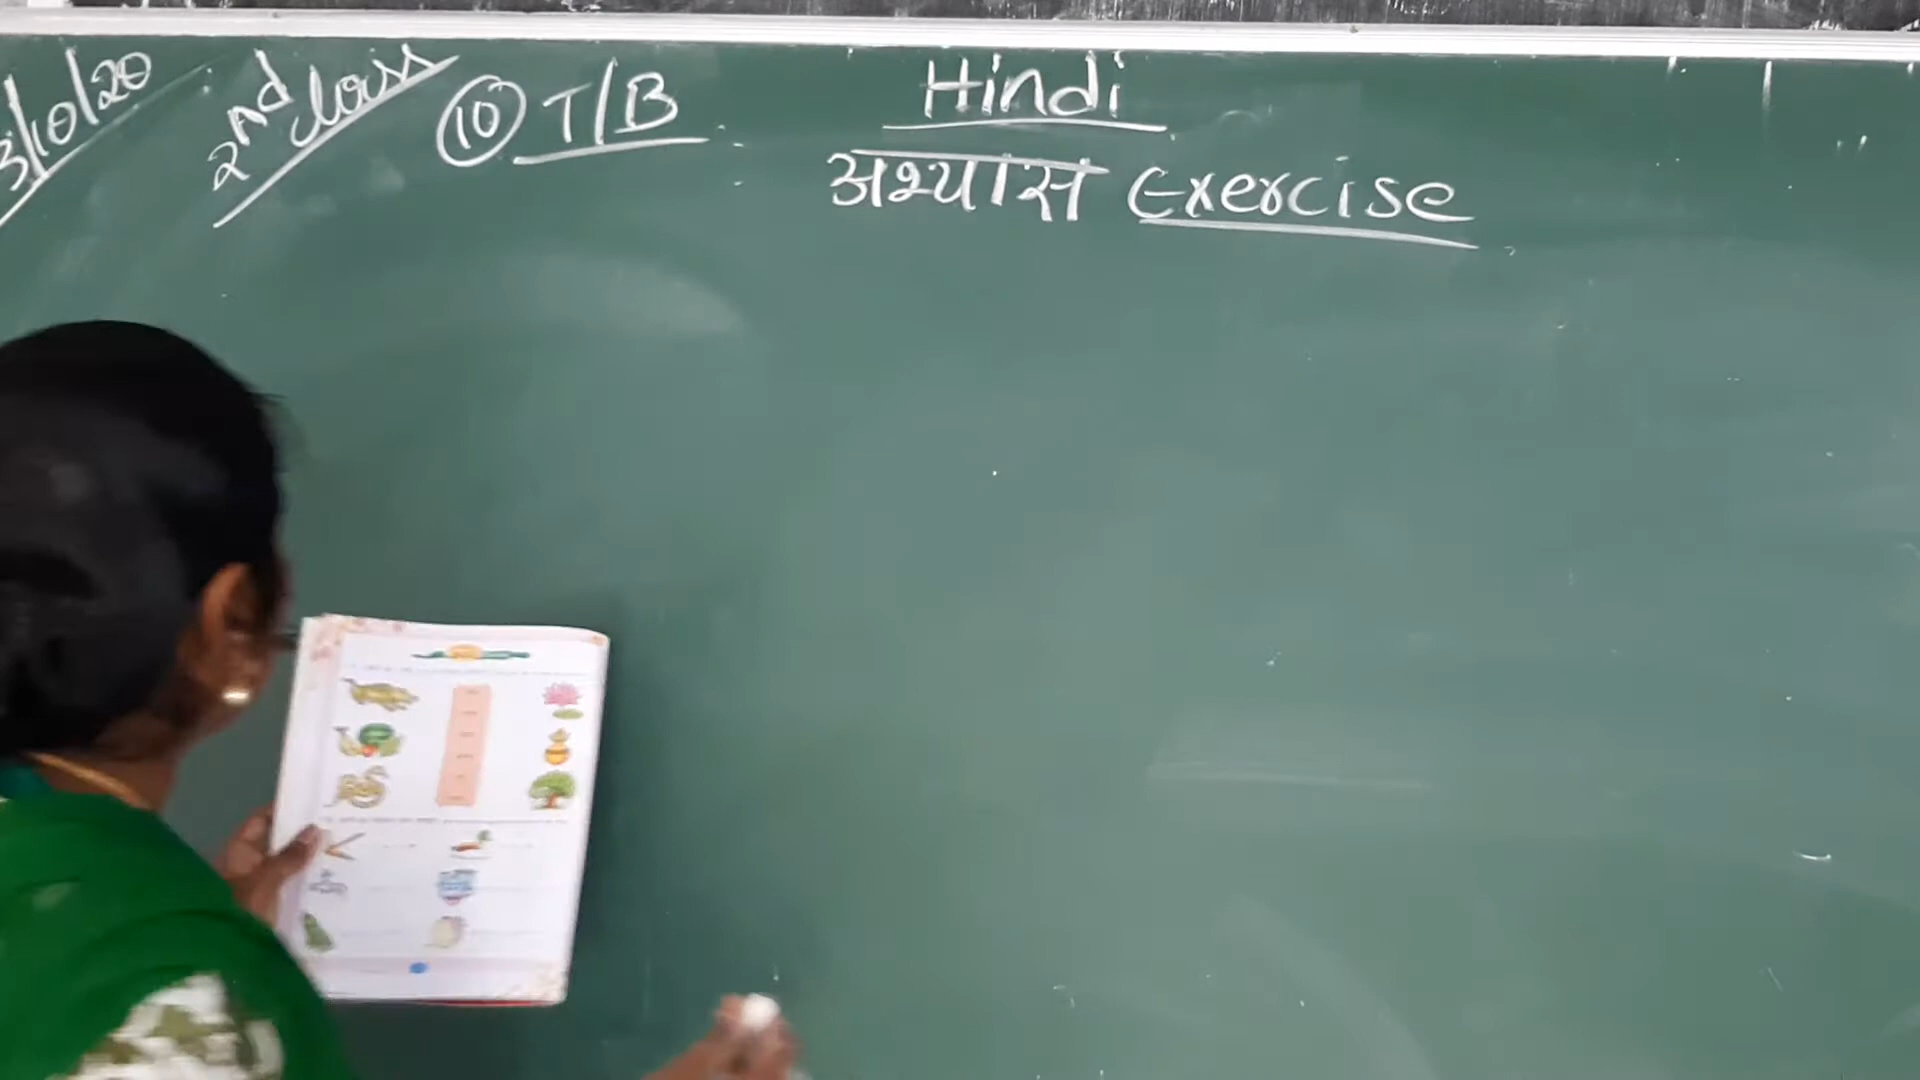 3/10/20 2nd class ⑩ T/B Hindi
अभ्यास Exercise